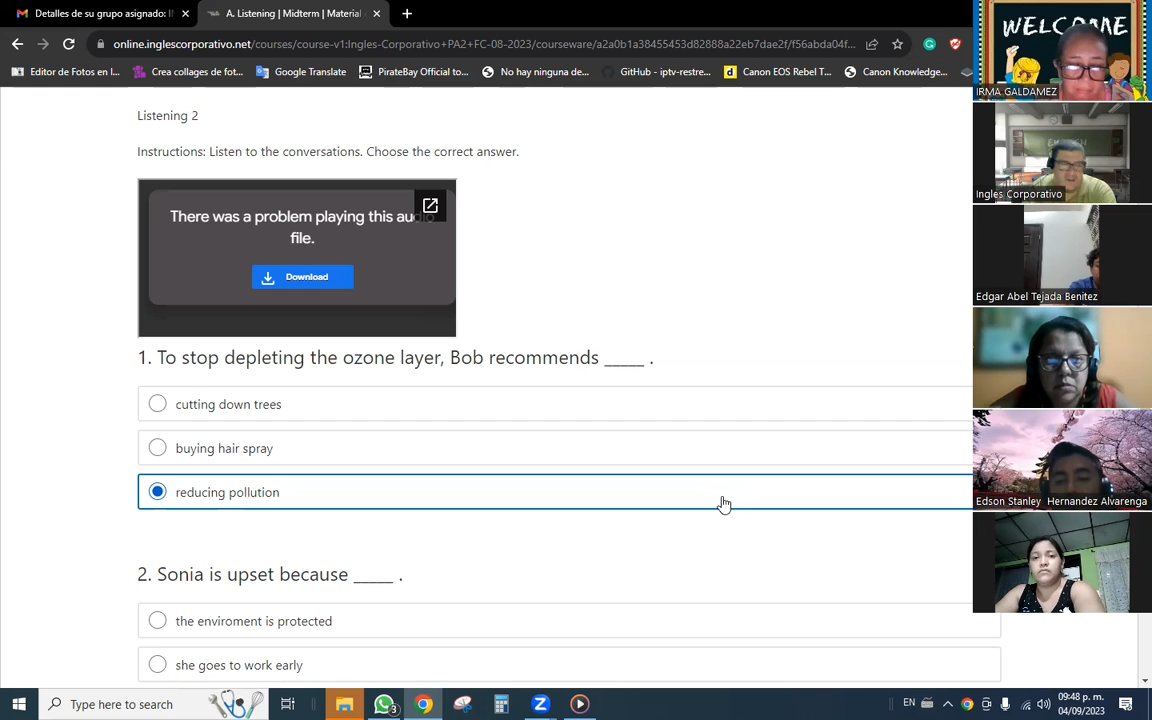 Detalles de su grupo asignado: I
A. Listening | Midterm | Material
online.inglescorporativo.net/courses/course-v1:Ingles-Corporativo+PA2+FC-08-2023/courseware/a2a0b1a38455453d82888a22eb7dae2f/f56abda04f...
Editor de Fotos en l...
Crea collages de fot...
Google Translate
PirateBay Official to...
No hay ninguna de...
GitHub - iptv-restre...
Canon EOS Rebel T...
Canon Knowledge...
WELCOME
IRMA GALDAMEZ
Ingles Corporativo
Edgar Abel Tejada Benitez
Edson Stanley Hernandez Alvarenga
Listening 2
Instructions: Listen to the conversations. Choose the correct answer.
There was a problem playing this audio
file.
Download
1. To stop depleting the ozone layer, Bob recommends _____ .
cutting down trees
buying hair spray
reducing pollution
2. Sonia is upset because _____ .
the enviroment is protected
she goes to work early
Type here to search
3
EN
09:48 p. m.
04/09/2023